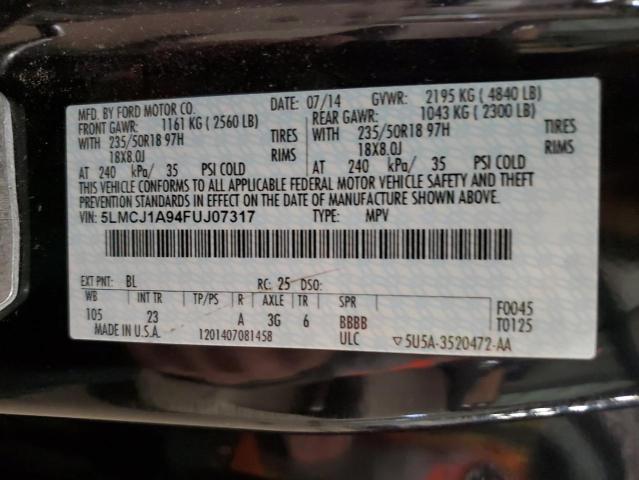 MFD. BY FORD MOTOR CO. DATE: 07/14 GVWR: 2195 KG ( 4840 LB)
FRONT GAWR: 1161 KG ( 2560 LB) REAR GAWR: 1043 KG ( 2300 LB)
WITH 235/50R18 97H TIRES WITH 235/50R18 97H TIRES
18X8.0J RIMS 18X8.0J RIMS
AT 240 kPa/ 35 PSI COLD AT 240 kPa/ 35 PSI COLD
THIS VEHICLE CONFORMS TO ALL APPLICABLE FEDERAL MOTOR VEHICLE SAFETY AND THEFT
PREVENTION STANDARDS IN EFFECT ON THE DATE OF MANUFACTURE SHOWN ABOVE.
VIN: 5LMCJ1A94FUJ07317 TYPE: MPV
EXT PNT: BL RC: 25 DSO:
WB INT TR TP/PS R AXLE TR SPR F0045
105 23 A 3G 6 BBBB T0125
MADE IN U.S.A. 1201407081458 ULC ▽5U5A-3520472-AA